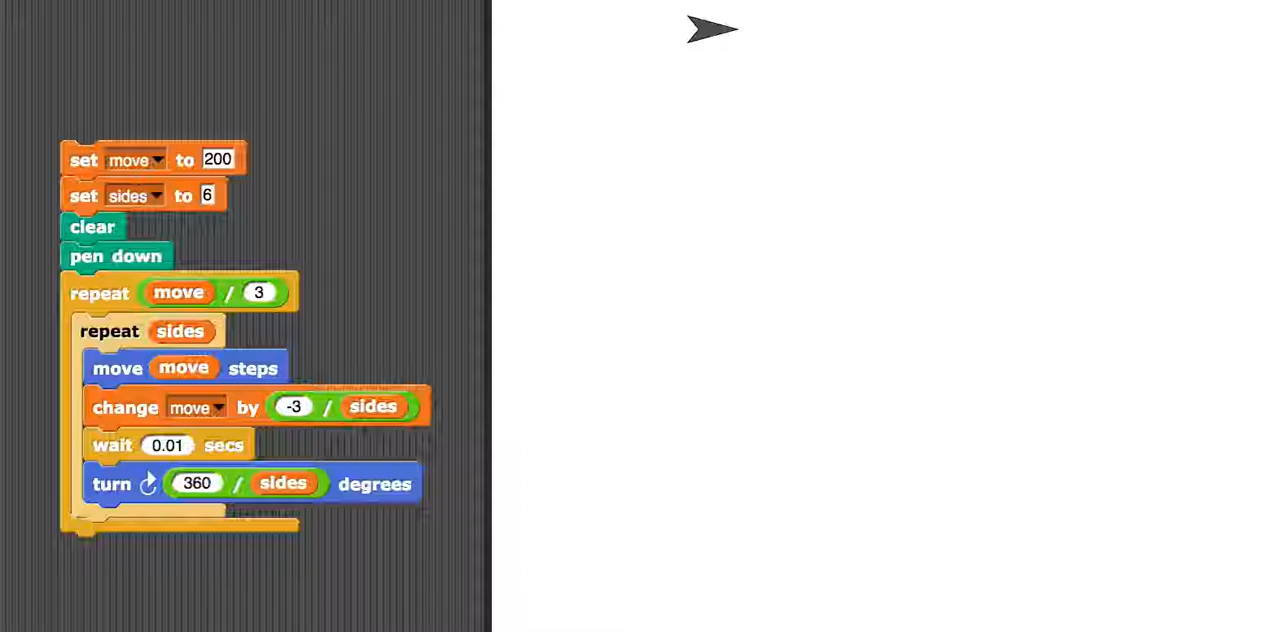 set move to 200
set sides to 6
clear
pen down
repeat move / 3
repeat sides
move move steps
change move by -3 / sides
wait 0.01 secs
turn 360 / sides degrees